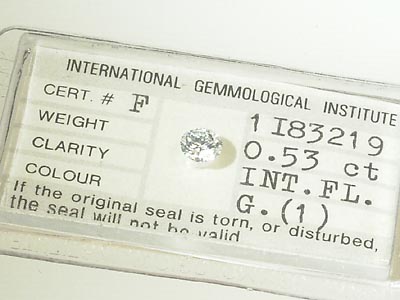 INTERNATIONAL GEMMOLOGICAL INSTITUTE
CERT. # F 1I83219
WEIGHT 0.53 ct
CLARITY INT.FL.
COLOUR G.(1)
If the original seal is torn, or disturbed,
the seal will not be valid